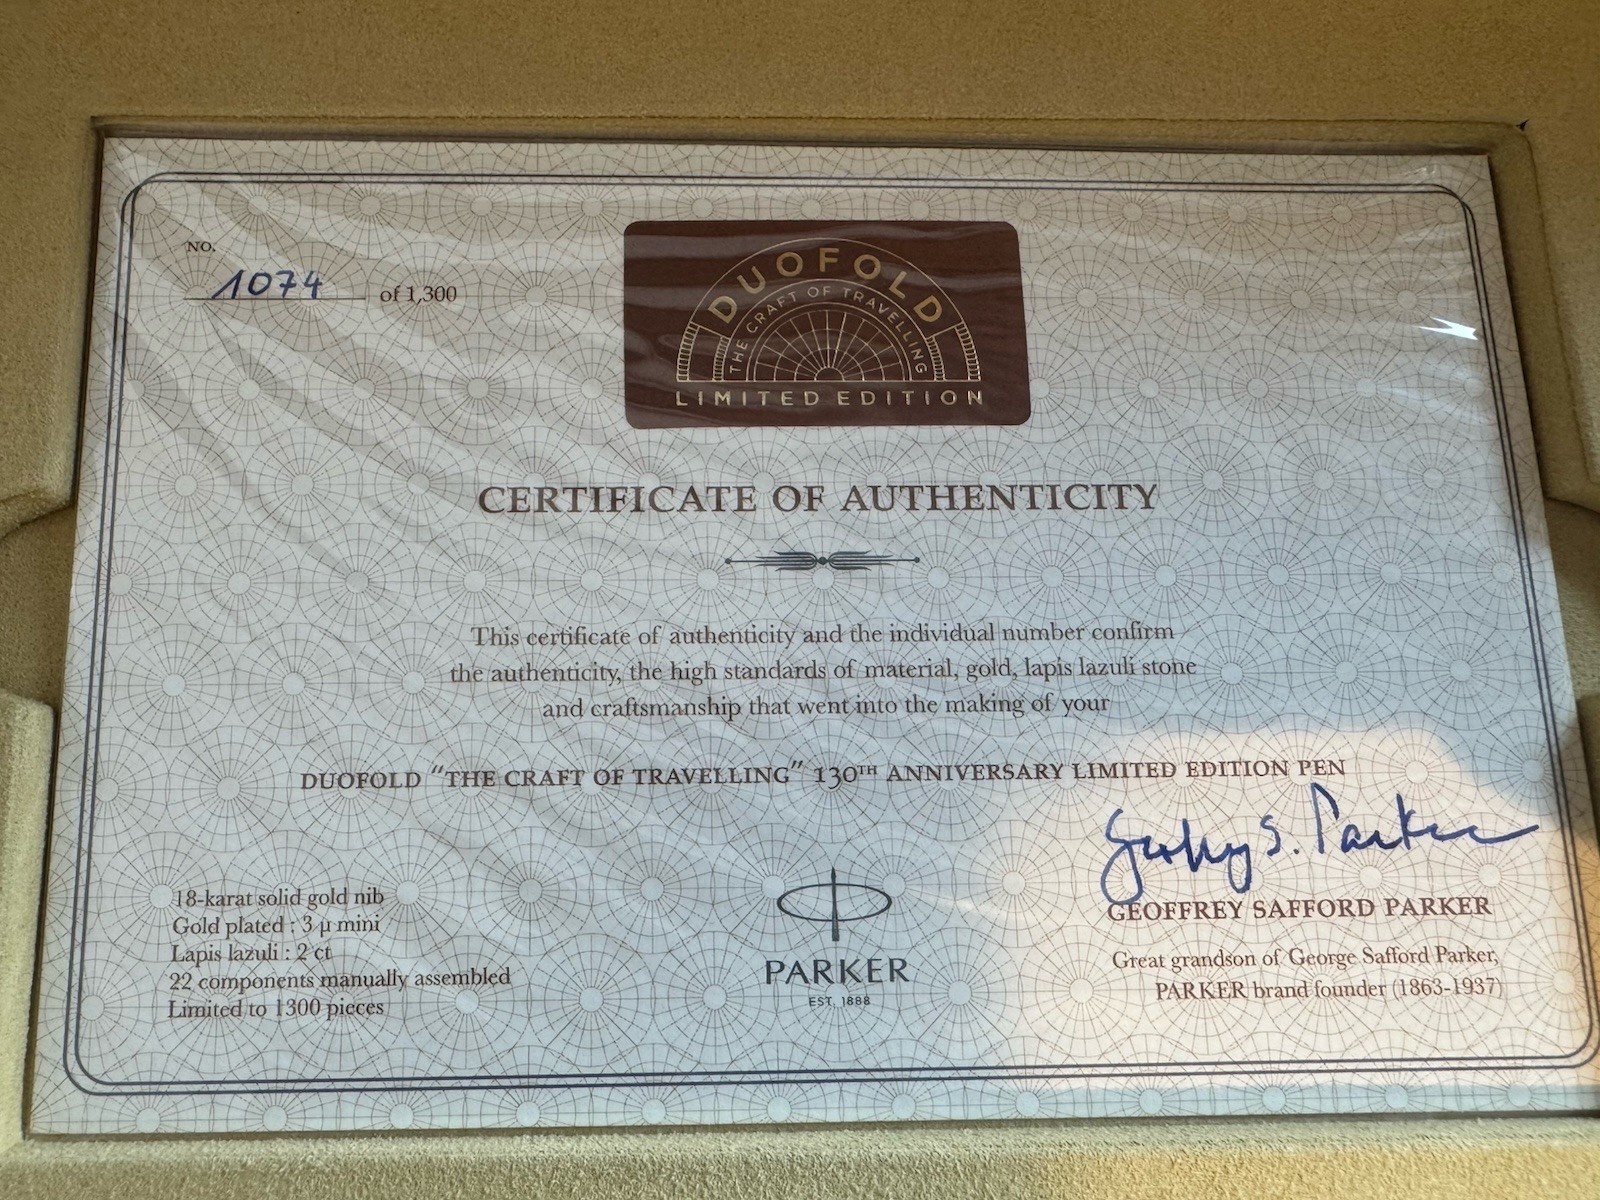 NO.
1074 of 1,300
DUOFOLD
THE CRAFT OF TRAVELLING
LIMITED EDITION
CERTIFICATE OF AUTHENTICITY
This certificate of authenticity and the individual number confirm
the authenticity, the high standards of material, gold, lapis lazuli stone
and craftsmanship that went into the making of your
DUOFOLD "THE CRAFT OF TRAVELLING" 130TH ANNIVERSARY LIMITED EDITION PEN
18-karat solid gold nib
Gold plated : 3 μ mini
Lapis lazuli : 2 ct
22 components manually assembled
Limited to 1300 pieces
PARKER
EST. 1888
Geoffrey S. Parker
GEOFFREY SAFFORD PARKER
Great grandson of George Safford Parker,
PARKER brand founder (1863-1937)